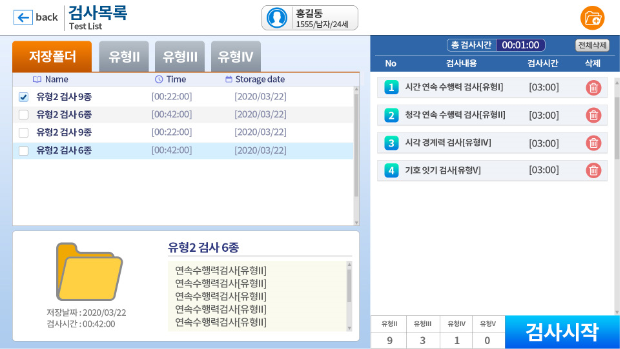 back
검사목록
Test List
홍길동
1555/남자/24세
저장폴더 유형II 유형III 유형IV
Name Time Storage date
유형2 검사 9종 [00:22:00] [2020/03/22]
유형2 검사 6종 [00:42:00] [2020/03/22]
유형2 검사 9종 [00:22:00] [2020/03/22]
유형2 검사 6종 [00:42:00] [2020/03/22]
유형2 검사 6종
연속수행력검사[유형II]
연속수행력검사[유형II]
연속수행력검사[유형II]
연속수행력검사[유형II]
연속수행력검사[유형II]
저장날짜 : 2020/03/22
검사시간 : 00:42:00
총 검사시간 00:01:00 전체삭제
No 검사내용 검사시간 삭제
1 시간 연속 수행력 검사[유형I] [03:00]
2 청각 연속 수행력 검사[유형II] [03:00]
3 시각 경계력 검사[유형IV] [03:00]
4 기호 잇기 검사[유형V] [03:00]
유형II 유형III 유형IV 유형V
9 3 1 0
검사시작